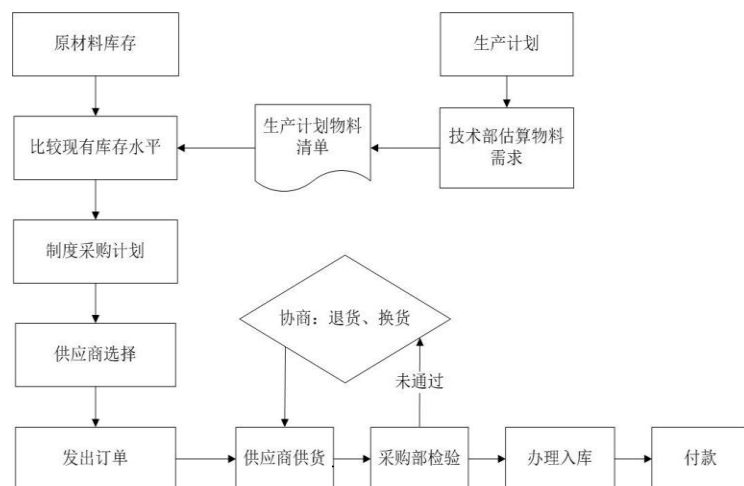 原材料库存
生产计划
比较现有库存水平
生产计划物料
清单
技术部估算物料
需求
制度采购计划
协商：退货、换货
供应商选择
未通过
发出订单
供应商供货
采购部检验
办理入库
付款